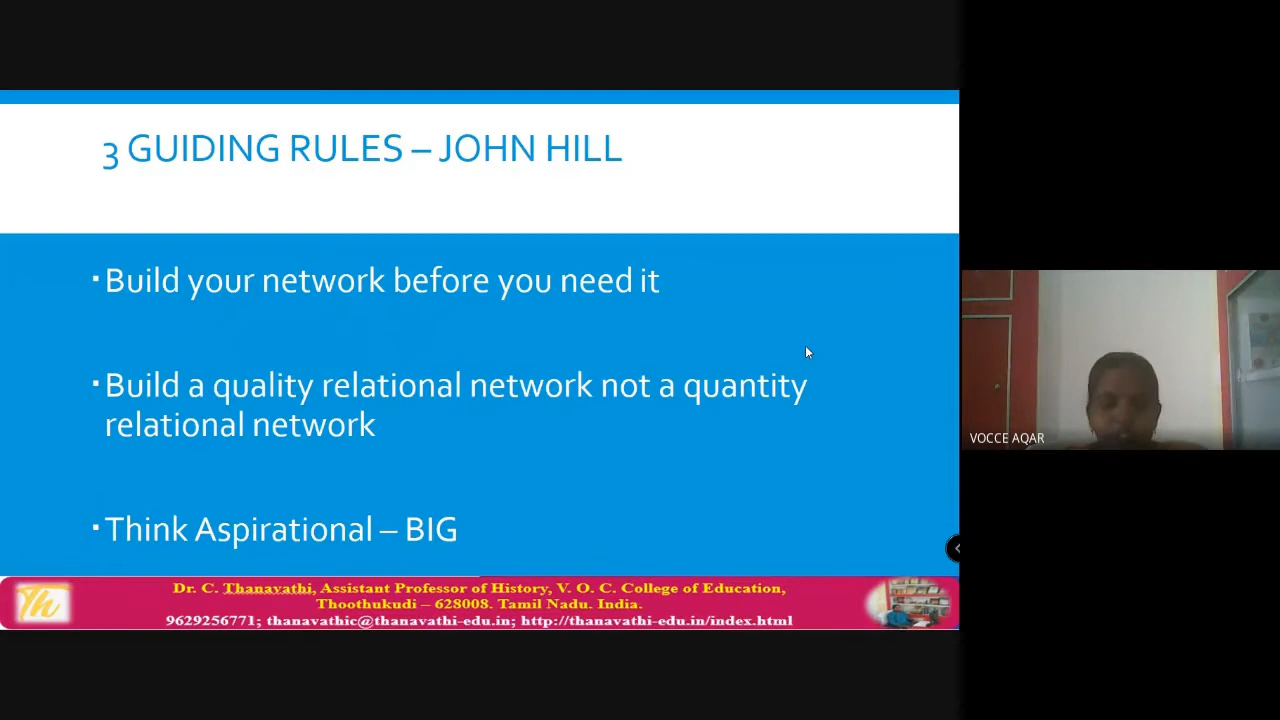 3 GUIDING RULES – JOHN HILL
▪ Build your network before you need it
▪ Build a quality relational network not a quantity
relational network
▪ Think Aspirational – BIG
Th
Dr. C. Thanavathi, Assistant Professor of History, V. O. C. College of Education,
Thoothukudi – 628008. Tamil Nadu. India.
9629256771; thanavathic@thanavathi-edu.in; http://thanavathi-edu.in/index.html
VOCCE AQAR